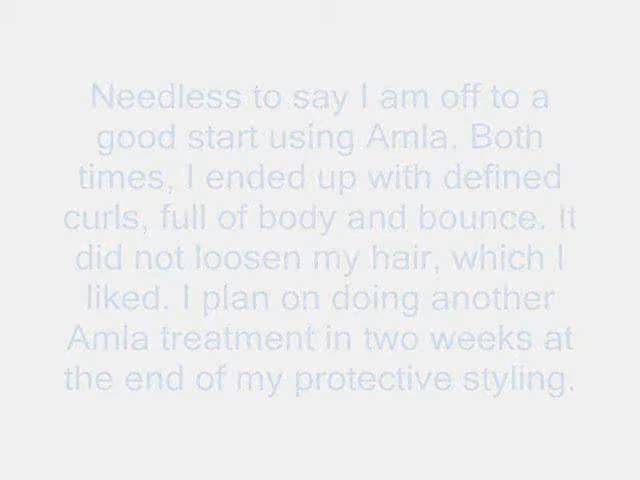 Needless to say I am off to a
good start using Amla. Both
times, I ended up with defined
curls, full of body and bounce. It
did not loosen my hair, which I
liked. I plan on doing another
Amla treatment in two weeks at
the end of my protective styling.